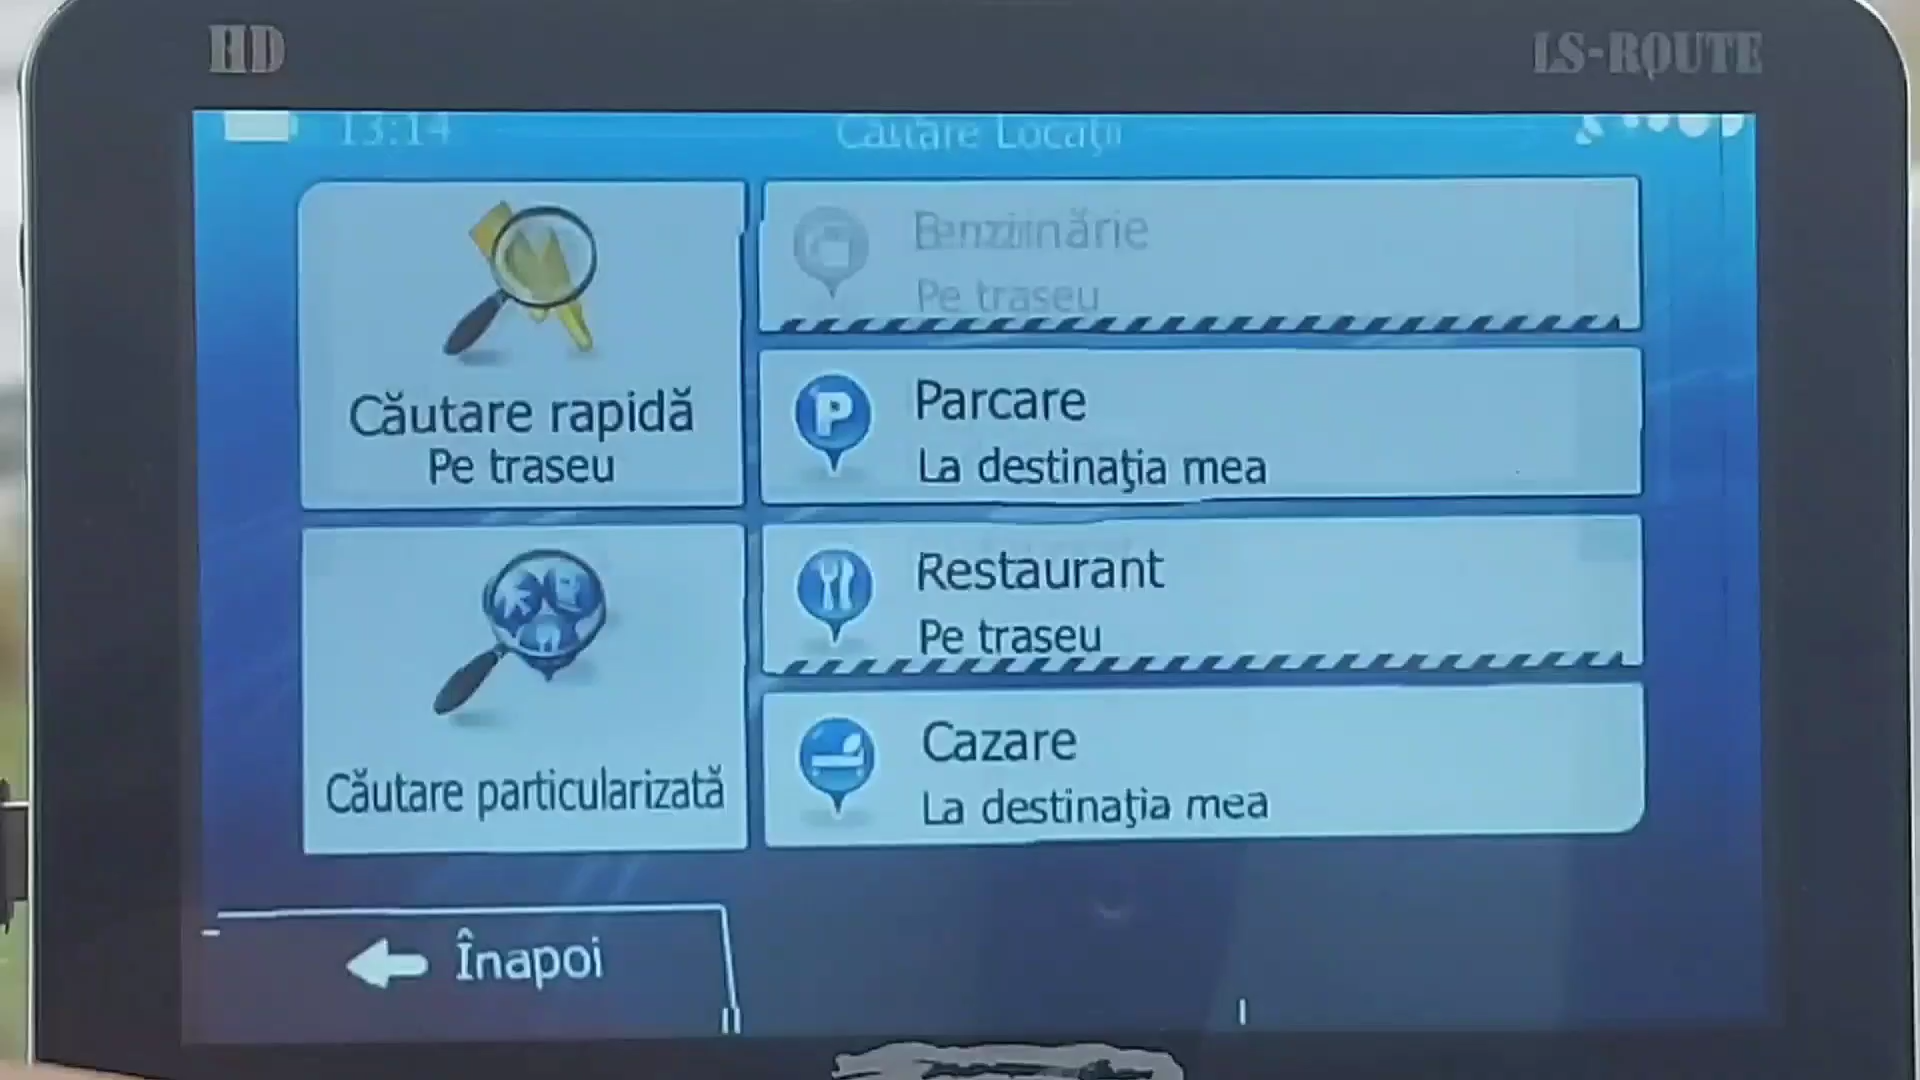 HD
LS-ROUTE
13:14
Căutare Locaţii
Căutare rapidă
Pe traseu
Căutare particularizată
Benzinărie
Pe traseu
Parcare
La destinaţia mea
Restaurant
Pe traseu
Cazare
La destinaţia mea
Înapoi